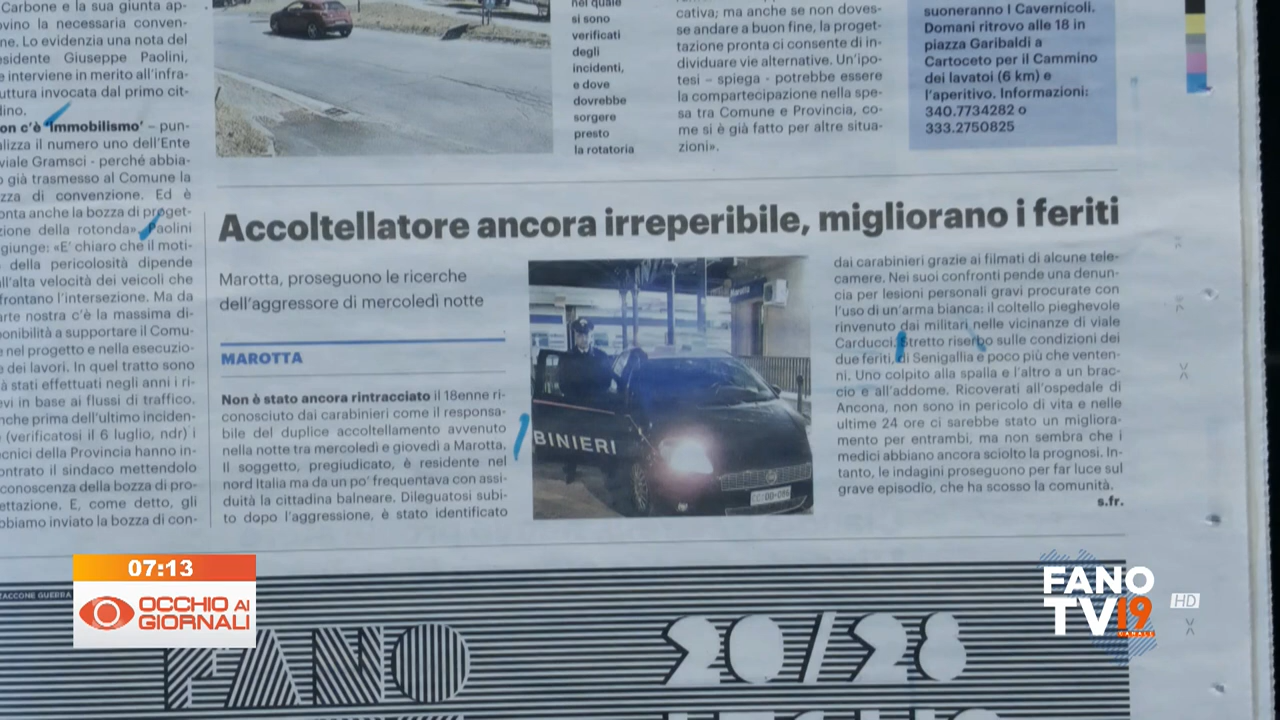 Carbone e la sua giunta ap-
ovino la necessaria conven-
ne. Lo evidenzia una nota del
esidente Giuseppe Paolini,
e interviene in merito all'infra-
uttura invocata dal primo cit-
dino.
on c'è 'Immobilismo' – pun-
alizza il numero uno dell'Ente
viale Gramsci - perché abbia-
o già trasmesso al Comune la
zza di convenzione. Ed è
onta anche la bozza di proget-
zione della rotonda». Paolini
giunge: «E' chiaro che il moti-
della pericolosità dipende
all'alta velocità dei veicoli che
frontano l'intersezione. Ma da
arte nostra c'è la massima di-
ponibilità a supportare il Comu-
e nel progetto e nella esecuzio-
e dei lavori. In quel tratto sono
à stati effettuati negli anni i ri-
evi in base ai flussi di traffico.
nche prima dell'ultimo inciden-
(verificatosi il 6 luglio, ndr) i
ecnici della Provincia hanno in-
ontrato il sindaco mettendolo
conoscenza della bozza di pro-
ettazione. E, come detto, gli
bbiamo inviato la bozza di con-
nei quale
si sono
verificati
degli
incidenti,
e dove
dovrebbe
sorgere
presto
la rotatoria
cativa; ma anche se non doves-
se andare a buon fine, la proget-
tazione pronta ci consente di in-
dividuare vie alternative. Un'ipo-
tesi – spiega - potrebbe essere
la compartecipazione nella spe-
sa tra Comune e Provincia, co-
me si è già fatto per altre situa-
zioni».
suoneranno I Cavernicoli.
Domani ritrovo alle 18 in
piazza Garibaldi a
Cartoceto per il Cammino
dei lavatoi (6 km) e
l'aperitivo. Informazioni:
340.7734282 o
333.2750825
Accoltellatore ancora irreperibile, migliorano i feriti
Marotta, proseguono le ricerche
dell'aggressore di mercoledì notte
MAROTTA
Non è stato ancora rintracciato il 18enne ri-
conosciuto dai carabinieri come il responsa-
bile del duplice accoltellamento avvenuto
nella notte tra mercoledì e giovedì a Marotta.
Il soggetto, pregiudicato, è residente nel
nord Italia ma da un po' frequentava con assi-
duità la cittadina balneare. Dileguatosi subi-
to dopo l'aggressione, è stato identificato
BINIERI
dai carabinieri grazie ai filmati di alcune tele-
camere. Nei suoi confronti pende una denun-
cia per lesioni personali gravi procurate con
l'uso di un'arma bianca: il coltello pieghevole
rinvenuto dai militari nelle vicinanze di viale
Carducci. Stretto riserbo sulle condizioni dei
due feriti, di Senigallia e poco più che venten-
ni. Uno colpito alla spalla e l'altro a un brac-
cio e all'addome. Ricoverati all'ospedale di
Ancona, non sono in pericolo di vita e nelle
ultime 24 ore ci sarebbe stato un migliora-
mento per entrambi, ma non sembra che i
medici abbiano ancora sciolto la prognosi. In-
tanto, le indagini proseguono per far luce sul
grave episodio, che ha scosso la comunità.
s.fr.
07:13
OCCHIO AI
GIORNALI
FANO
TV 19
CANALE
HD
ZACCONE GUERRA
FANO
20/28